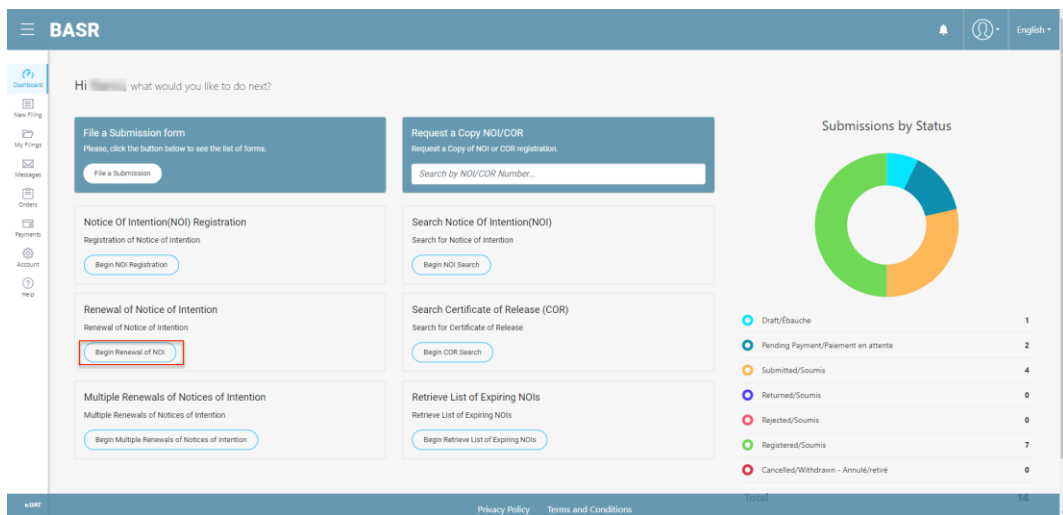 BASR
English
Dashboard
New Filing
My Filings
Messages
Orders
Payments
Account
Help
Hi , what would you like to do next?
File a Submission form
Please, click the button below to see the list of forms.
File a Submission
Request a Copy NOI/COR
Request a Copy of NOI or COR registration.
Search by NOI/COR Number...
Notice Of Intention(NOI) Registration
Registration of Notice of Intention
Begin NOI Registration
Search Notice Of Intention(NOI)
Search for Notice of Intention
Begin NOI Search
Renewal of Notice of Intention
Renewal of Notice of Intention
Begin Renewal of NOI
Search Certificate of Release (COR)
Search for Certificate of Release
Begin COR Search
Multiple Renewals of Notices of Intention
Multiple Renewals of Notices of Intention
Begin Multiple Renewals of Notices of Intention
Retrieve List of Expiring NOIs
Retrieve List of Expiring NOIs
Begin Retrieve List of Expiring NOIs
Submissions by Status
Draft/Ébauche 1
Pending Payment/Paiement en attente 2
Submitted/Soumis 4
Returned/Soumis 0
Rejected/Soumis 0
Registered/Soumis 7
Cancelled/Withdrawn - Annulé/retiré 0
Total 14
v.UAT
Privacy Policy Terms and Conditions